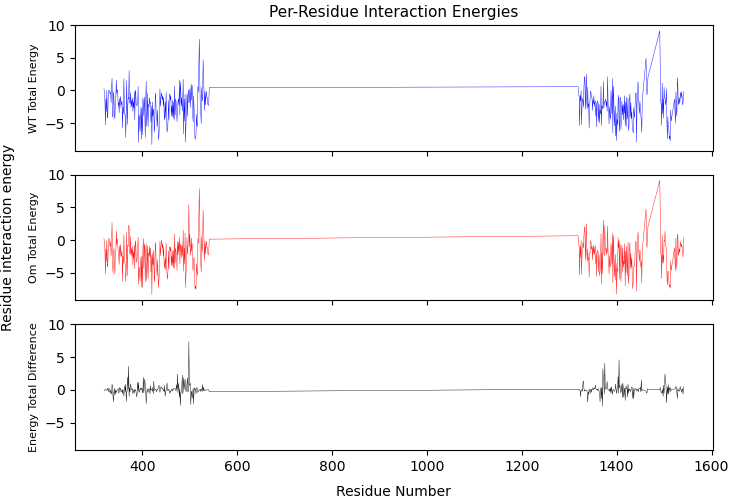 Per-Residue Interaction Energies
Residue interaction energy
WT Total Energy
10
5
0
−5
Om Total Energy
10
5
0
−5
Energy Total Difference
10
5
0
−5
400 600 800 1000 1200 1400 1600
Residue Number